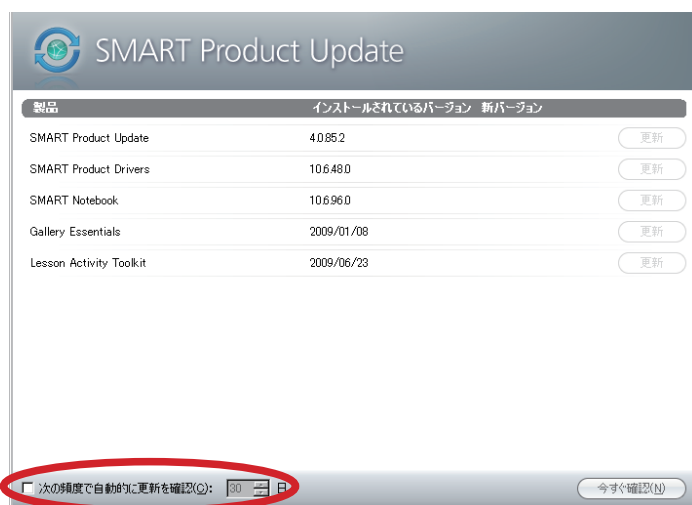 SMART Product Update
製品 インストールされているバージョン 新バージョン
SMART Product Update 4.0.85.2 更新
SMART Product Drivers 10.6.48.0 更新
SMART Notebook 10.6.96.0 更新
Gallery Essentials 2009/01/08 更新
Lesson Activity Toolkit 2009/06/23 更新
次の頻度で自動的に更新を確認(C): 30 日 今すぐ確認(N)